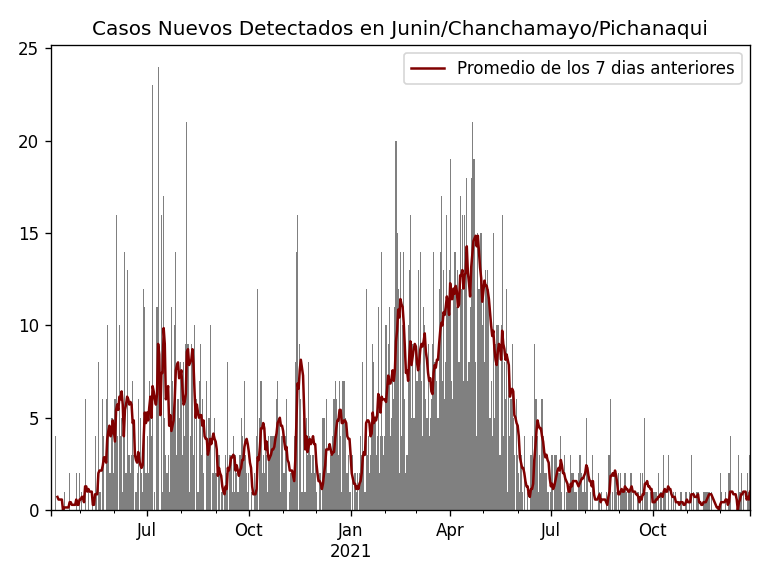 Casos Nuevos Detectados en Junin/Chanchamayo/Pichanaqui
Promedio de los 7 dias anteriores
25
20
15
10
5
0
Jul Oct Jan Apr Jul Oct
2021